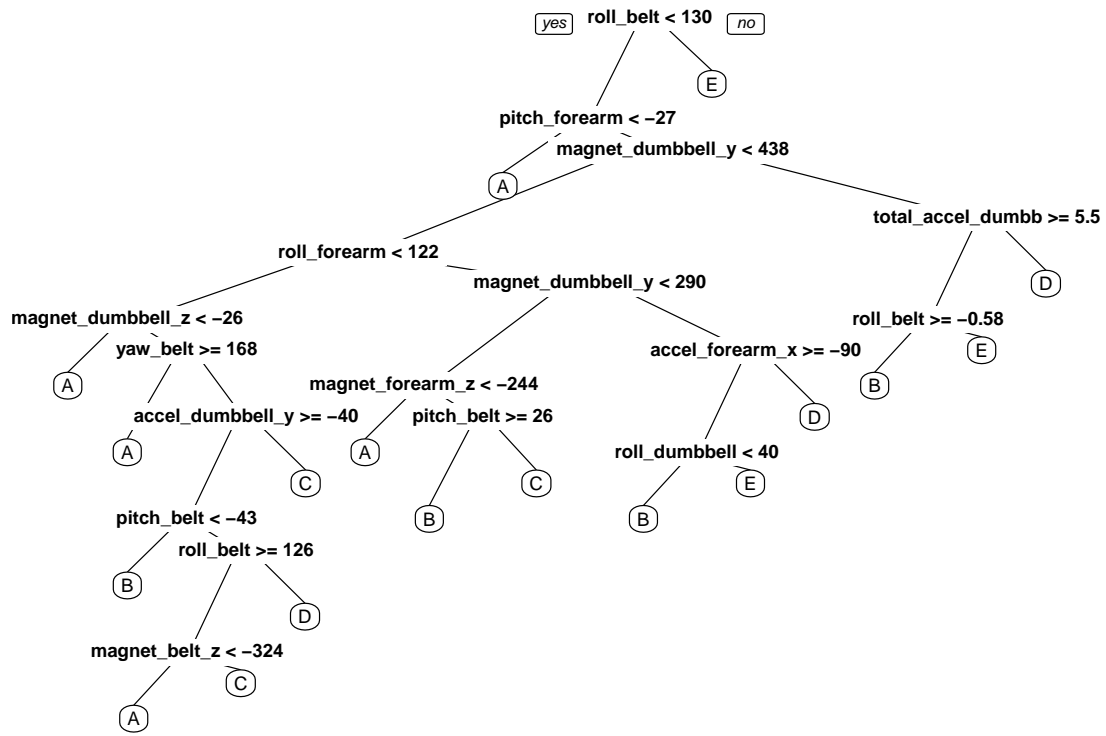 yes roll_belt < 130 no
E
pitch_forearm < −27
magnet_dumbbell_y < 438
A
total_accel_dumbb >= 5.5
roll_forearm < 122
magnet_dumbbell_y < 290
D
magnet_dumbbell_z < −26
roll_belt >= −0.58
yaw_belt >= 168
accel_forearm_x >= −90
E
A
magnet_forearm_z < −244
B
accel_dumbbell_y >= −40
pitch_belt >= 26
D
A
A
roll_dumbbell < 40
C
C
E
pitch_belt < −43
B
B
roll_belt >= 126
B
D
magnet_belt_z < −324
C
A